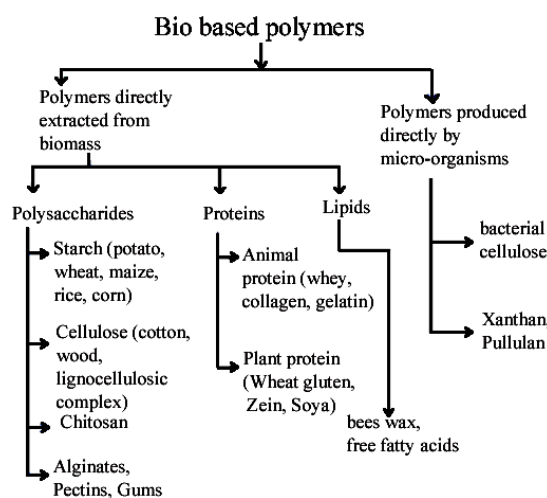 Bio based polymers
Polymers directly
extracted from
biomass
Polymers produced
directly by
micro-organisms
Polysaccharides
Starch (potato,
wheat, maize,
rice, corn)
Cellulose (cotton,
wood,
lignocellulosic
complex)
Chitosan
Alginates,
Pectins, Gums
Proteins
Animal
protein (whey,
collagen, gelatin)
Plant protein
(Wheat gluten,
Zein, Soya)
Lipids
bees wax,
free fatty acids
bacterial
cellulose
Xanthan,
Pullulan